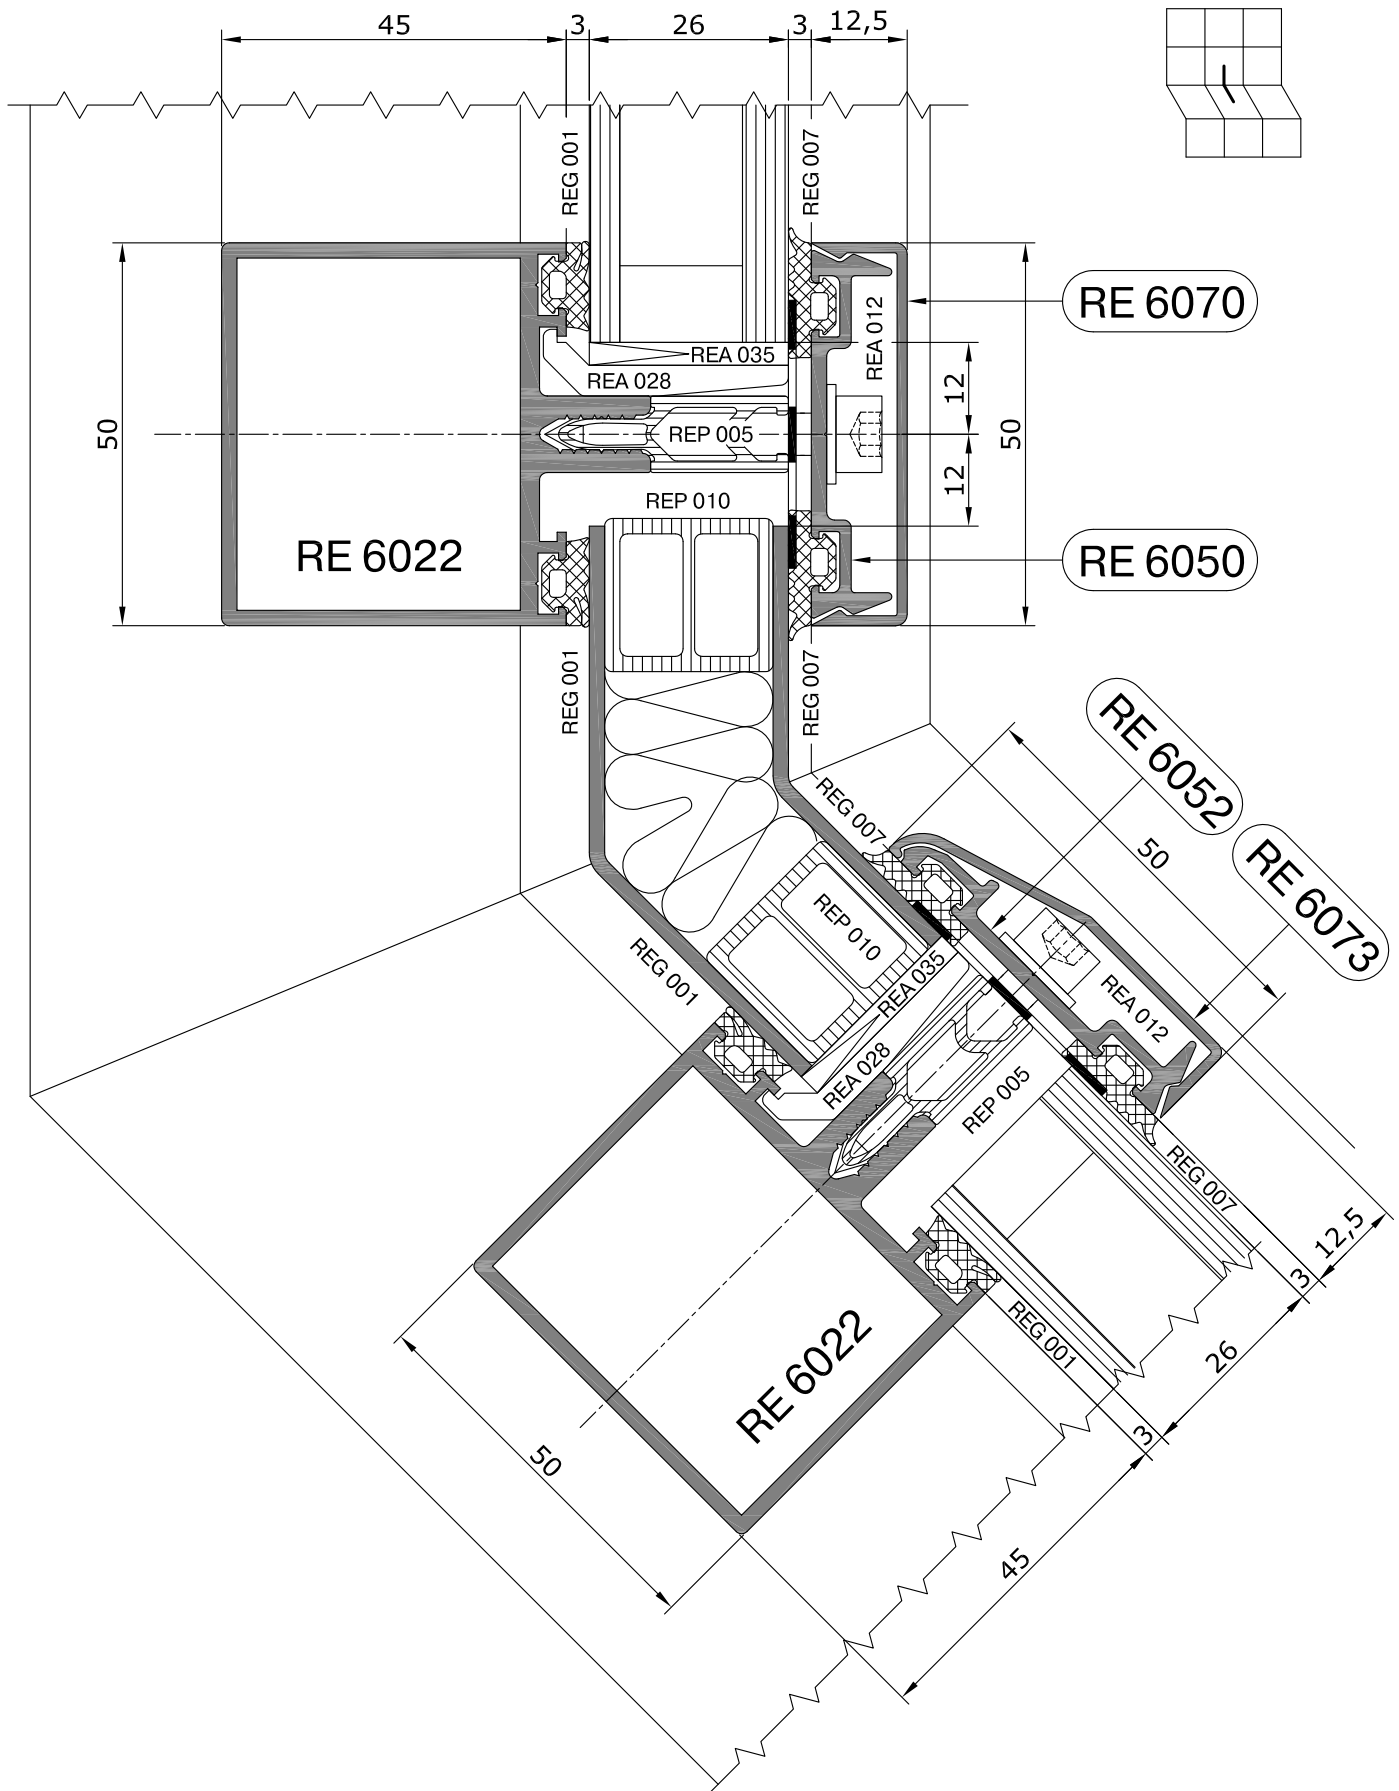 45
3
26
3
12,5
REG 001
REG 007
RE 6070
REA 012
REA 035
REA 028
12
50
REP 005
50
12
REP 010
RE 6022
RE 6050
REG 001
REG 007
RE 6052
REG 007
50
RE 6073
REP 010
REG 001
REA 035
REA 012
REA 028
REP 005
REG 007
12,5
3
REG 001
26
RE 6022
3
50
45